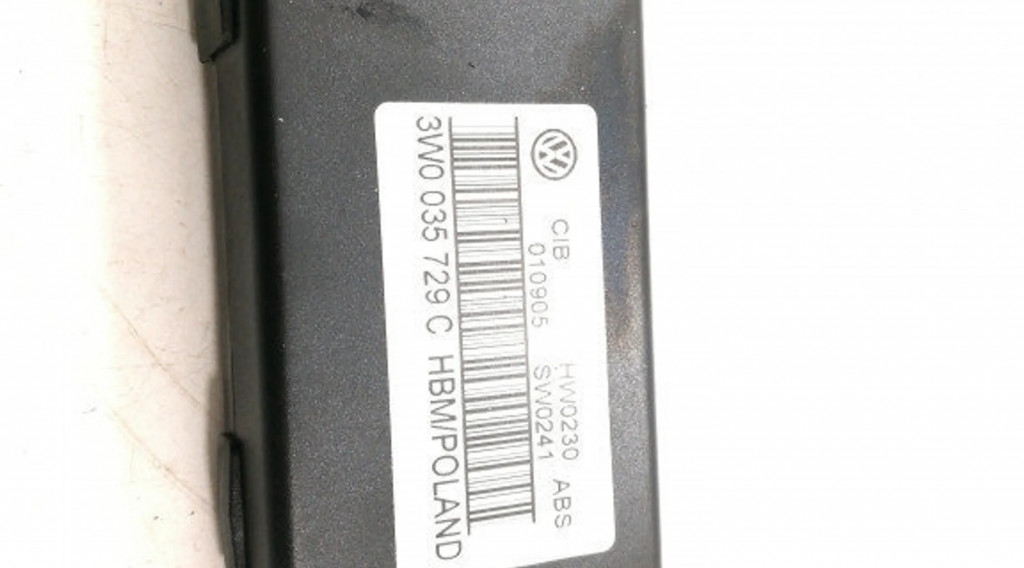 CIB HW0230 ABS
010905 SW0241
3W0 035 729 C HBM/POLAND